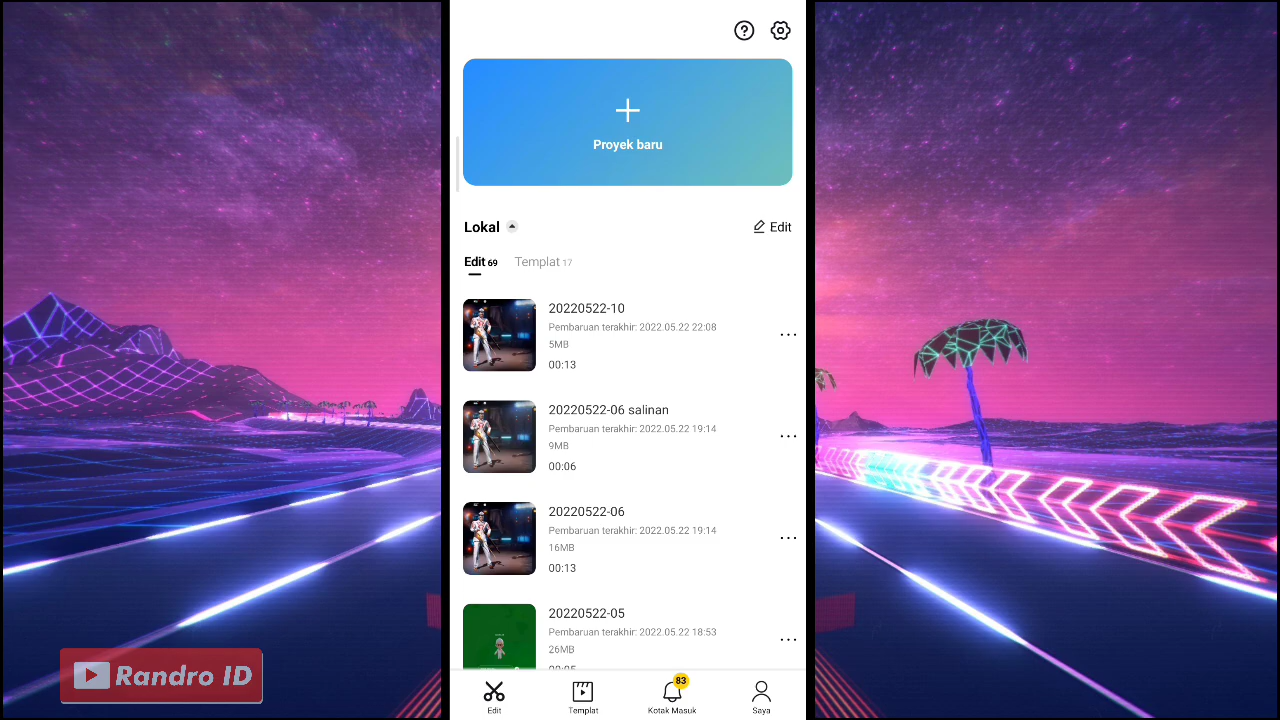 Proyek baru
Lokal
Edit
Edit 69
Templat 17
20220522-10
Pembaruan terakhir: 2022.05.22 22:08
5MB
00:13
20220522-06 salinan
Pembaruan terakhir: 2022.05.22 19:14
9MB
00:06
20220522-06
Pembaruan terakhir: 2022.05.22 19:14
16MB
00:13
20220522-05
Pembaruan terakhir: 2022.05.22 18:53
26MB
83
Edit
Templat
Kotak Masuk
Saya
Randro ID